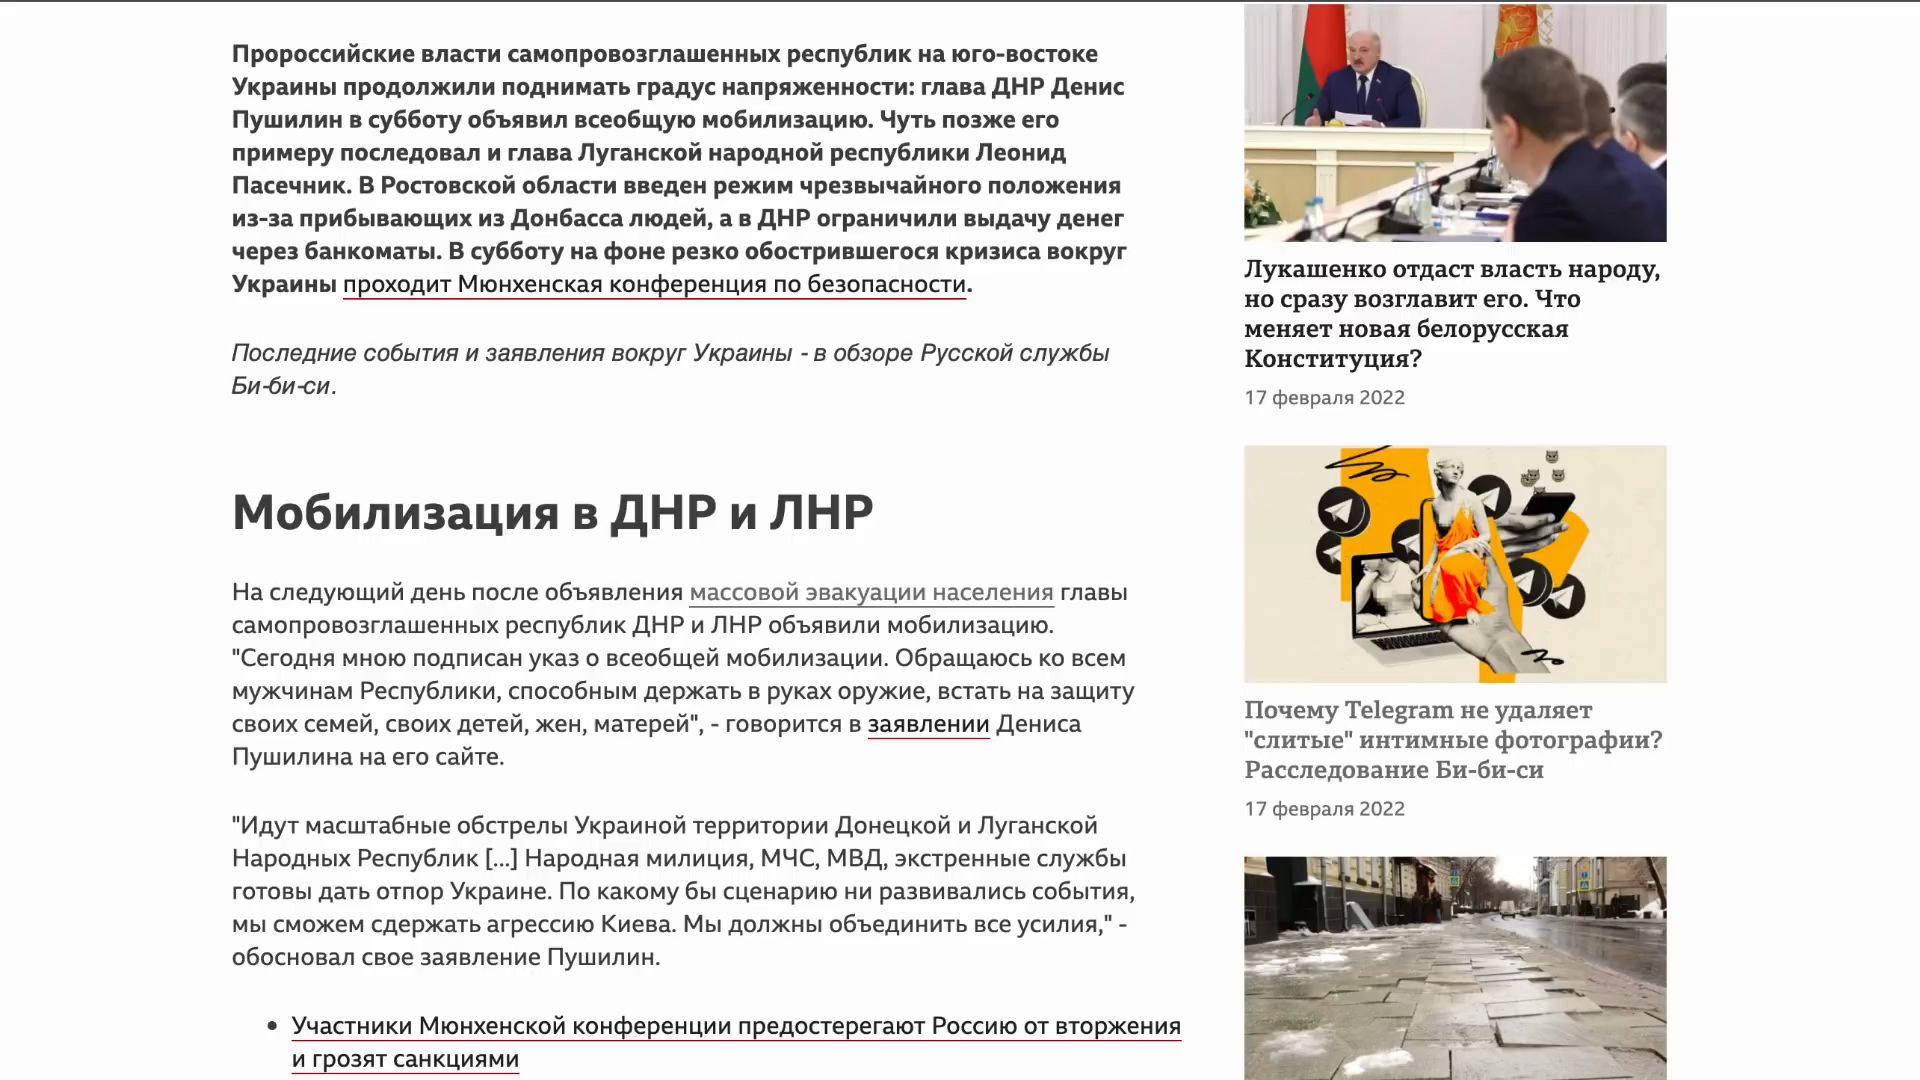 Пророссийские власти самопровозглашенных республик на юго-востоке
Украины продолжили поднимать градус напряженности: глава ДНР Денис
Пушилин в субботу объявил всеобщую мобилизацию. Чуть позже его
примеру последовал и глава Луганской народной республики Леонид
Пасечник. В Ростовской области введен режим чрезвычайного положения
из-за прибывающих из Донбасса людей, а в ДНР ограничили выдачу денег
через банкоматы. В субботу на фоне резко обострившегося кризиса вокруг
Украины проходит Мюнхенская конференция по безопасности.
Последние события и заявления вокруг Украины - в обзоре Русской службы
Би-би-си.
Мобилизация в ДНР и ЛНР
На следующий день после объявления массовой эвакуации населения главы
самопровозглашенных республик ДНР и ЛНР объявили мобилизацию.
"Сегодня мною подписан указ о всеобщей мобилизации. Обращаюсь ко всем
мужчинам Республики, способным держать в руках оружие, встать на защиту
своих семей, своих детей, жен, матерей", - говорится в заявлении Дениса
Пушилина на его сайте.
"Идут масштабные обстрелы Украиной территории Донецкой и Луганской
Народных Республик [...] Народная милиция, МЧС, МВД, экстренные службы
готовы дать отпор Украине. По какому бы сценарию ни развивались события,
мы сможем сдержать агрессию Киева. Мы должны объединить все усилия," -
обосновал свое заявление Пушилин.
• Участники Мюнхенской конференции предостерегают Россию от вторжения
и грозят санкциями
Лукашенко отдаст власть народу,
но сразу возглавит его. Что
меняет новая белорусская
Конституция?
17 февраля 2022
Почему Telegram не удаляет
"слитые" интимные фотографии?
Расследование Би-би-си
17 февраля 2022